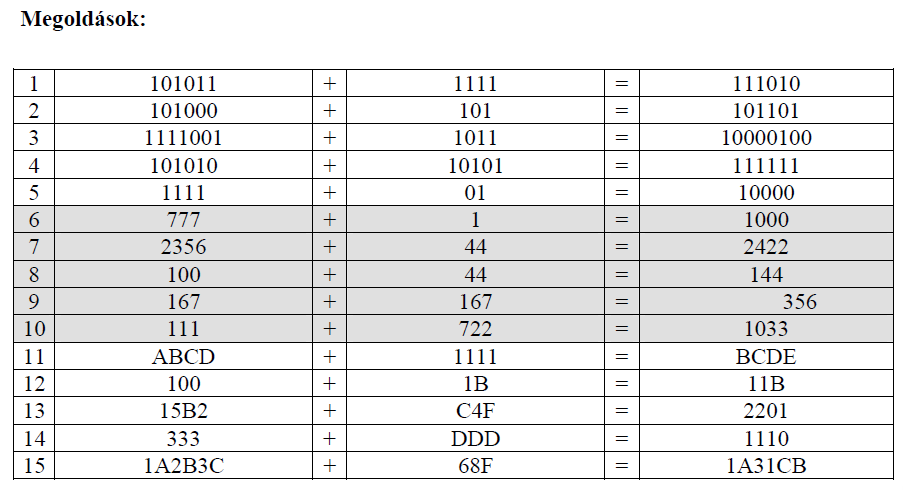 Megoldások:
1 101011 + 1111 = 111010
2 101000 + 101 = 101101
3 1111001 + 1011 = 10000100
4 101010 + 10101 = 111111
5 1111 + 01 = 10000
6 777 + 1 = 1000
7 2356 + 44 = 2422
8 100 + 44 = 144
9 167 + 167 = 356
10 111 + 722 = 1033
11 ABCD + 1111 = BCDE
12 100 + 1B = 11B
13 15B2 + C4F = 2201
14 333 + DDD = 1110
15 1A2B3C + 68F = 1A31CB